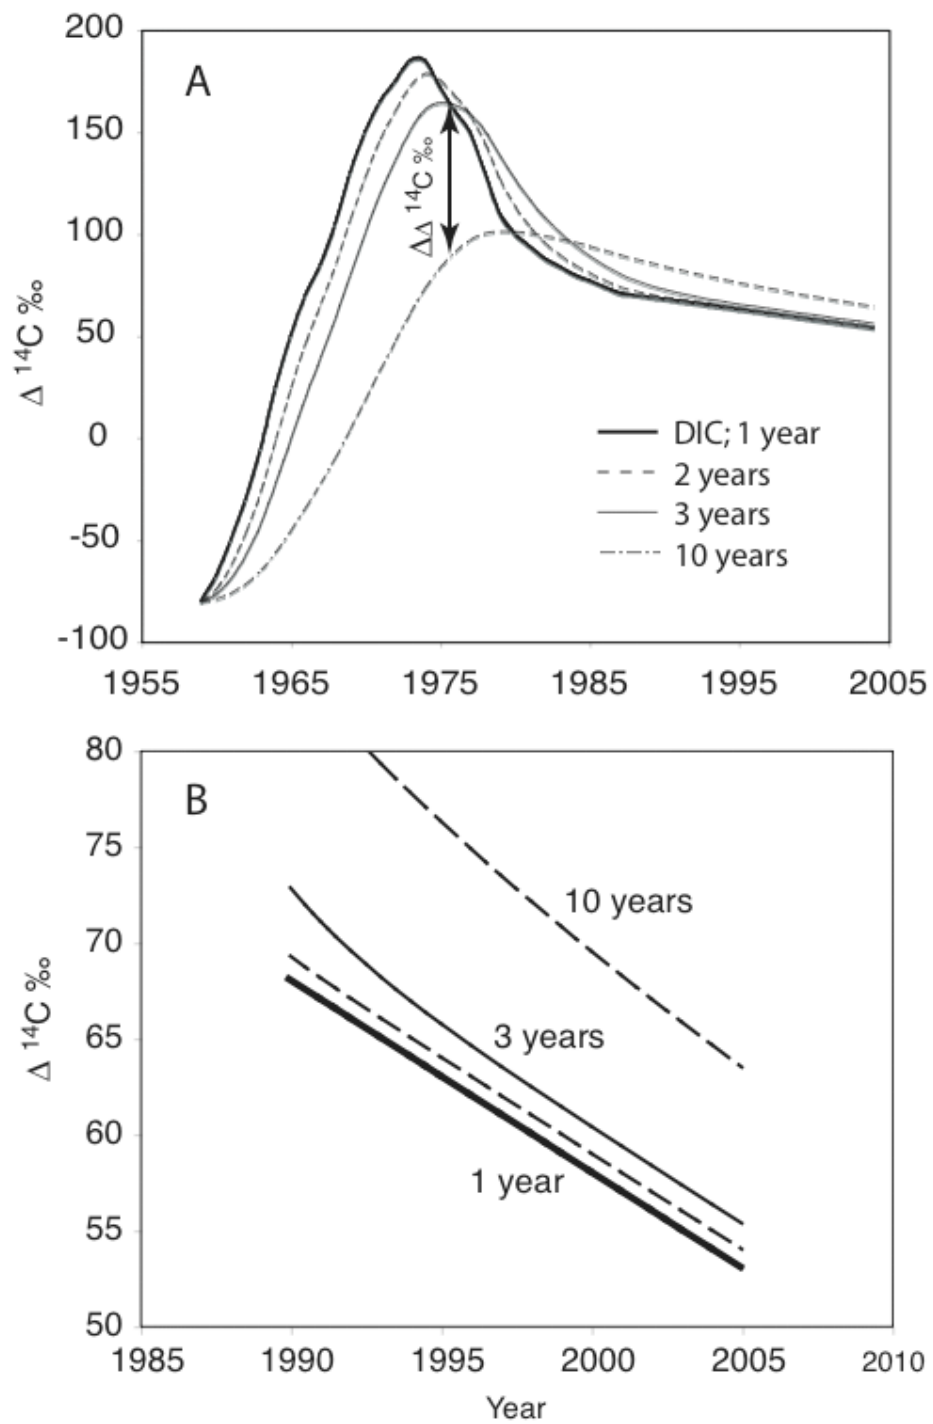 200
A
150
ΔΔ ¹⁴C ‰
100
Δ ¹⁴C ‰
50
0
DIC; 1 year
2 years
-50
3 years
10 years
-100
1955 1965 1975 1985 1995 2005
80
B
75
10 years
70
Δ ¹⁴C ‰
65
3 years
60
1 year
55
50
1985 1990 1995 2000 2005 2010
Year